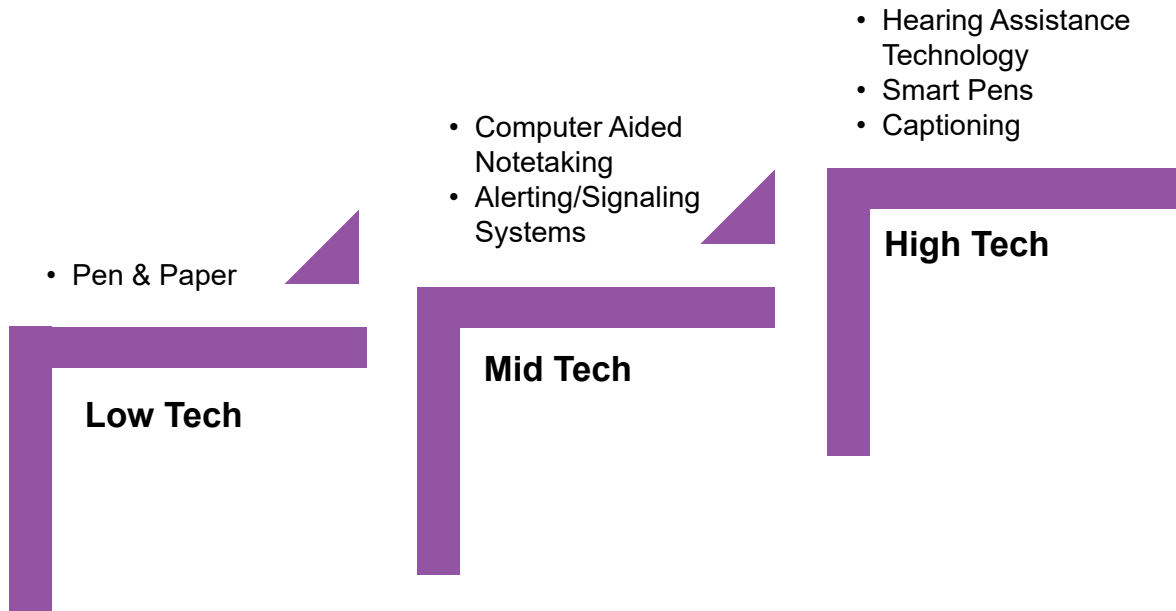 • Pen & Paper
Low Tech
• Computer Aided
Notetaking
• Alerting/Signaling
Systems
Mid Tech
• Hearing Assistance
Technology
• Smart Pens
• Captioning
High Tech